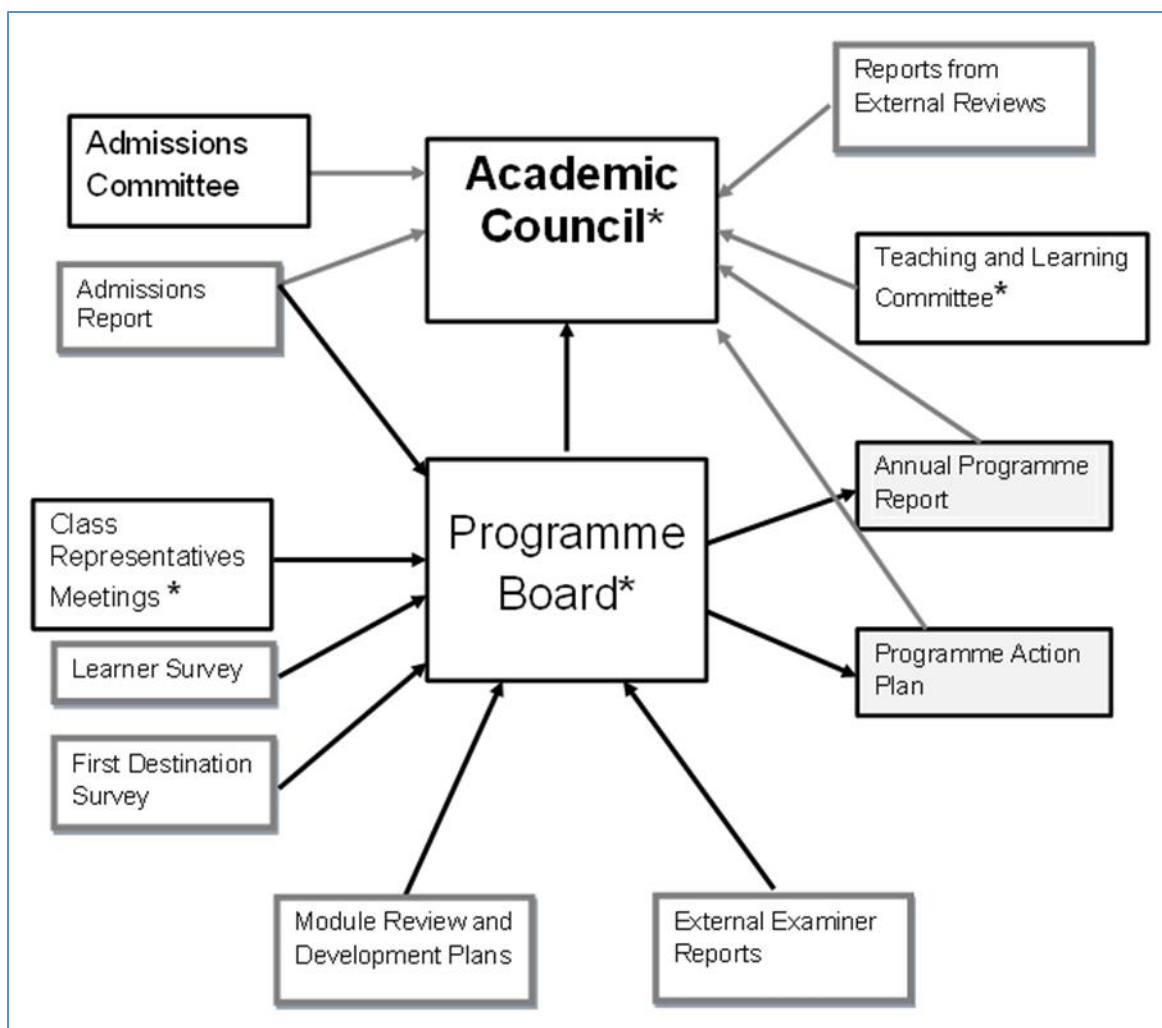 Reports from
External Reviews
Admissions
Committee
Academic
Council*
Teaching and Learning
Committee*
Admissions
Report
Annual Programme
Report
Class
Representatives
Meetings *
Programme
Board*
Learner Survey
Programme Action
Plan
First Destination
Survey
Module Review and
Development Plans
External Examiner
Reports